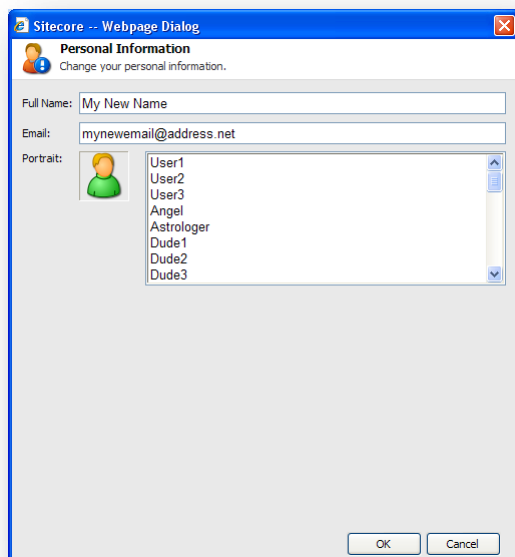 Sitecore -- Webpage Dialog
Personal Information
Change your personal information.
Full Name: My New Name
Email: mynewemail@address.net
Portrait:
User1
User2
User3
Angel
Astrologer
Dude1
Dude2
Dude3
OK Cancel